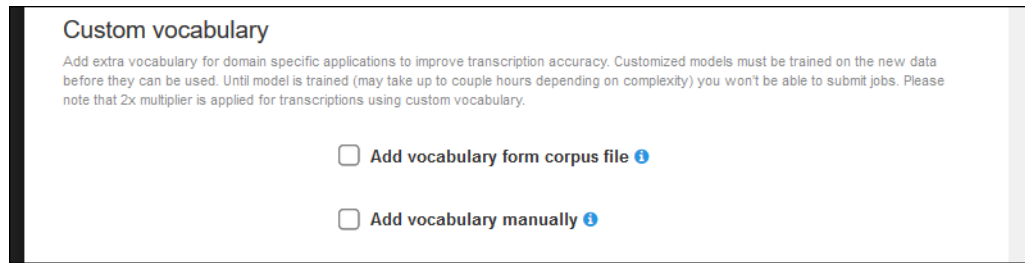 Custom vocabulary
Add extra vocabulary for domain specific applications to improve transcription accuracy. Customized models must be trained on the new data
before they can be used. Until model is trained (may take up to couple hours depending on complexity) you won't be able to submit jobs. Please
note that 2x multiplier is applied for transcriptions using custom vocabulary.
Add vocabulary form corpus file
Add vocabulary manually